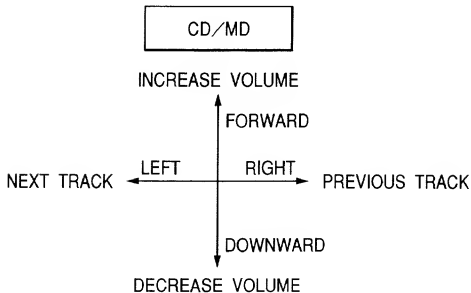 CD/MD
INCREASE VOLUME
FORWARD
LEFT RIGHT
NEXT TRACK PREVIOUS TRACK
DOWNWARD
DECREASE VOLUME